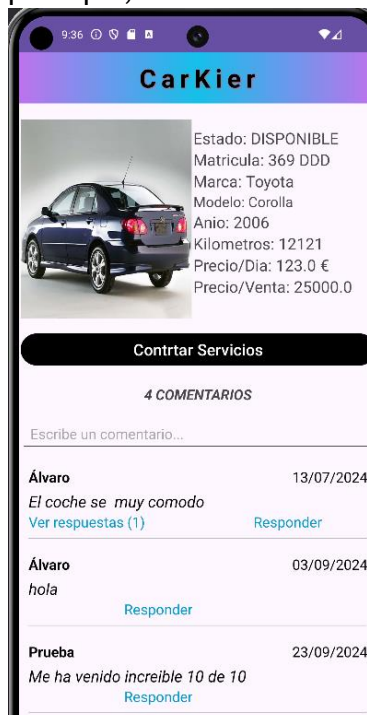 9:36
CarKier
Estado: DISPONIBLE
Matricula: 369 DDD
Marca: Toyota
Modelo: Corolla
Anio: 2006
Kilometros: 12121
Precio/Dia: 123.0 €
Precio/Venta: 25000.0
Contrtar Servicios
4 COMENTARIOS
Escribe un comentario...
Álvaro 13/07/2024
El coche se muy comodo
Ver respuestas (1) Responder
Álvaro 03/09/2024
hola
Responder
Prueba 23/09/2024
Me ha venido increible 10 de 10
Responder